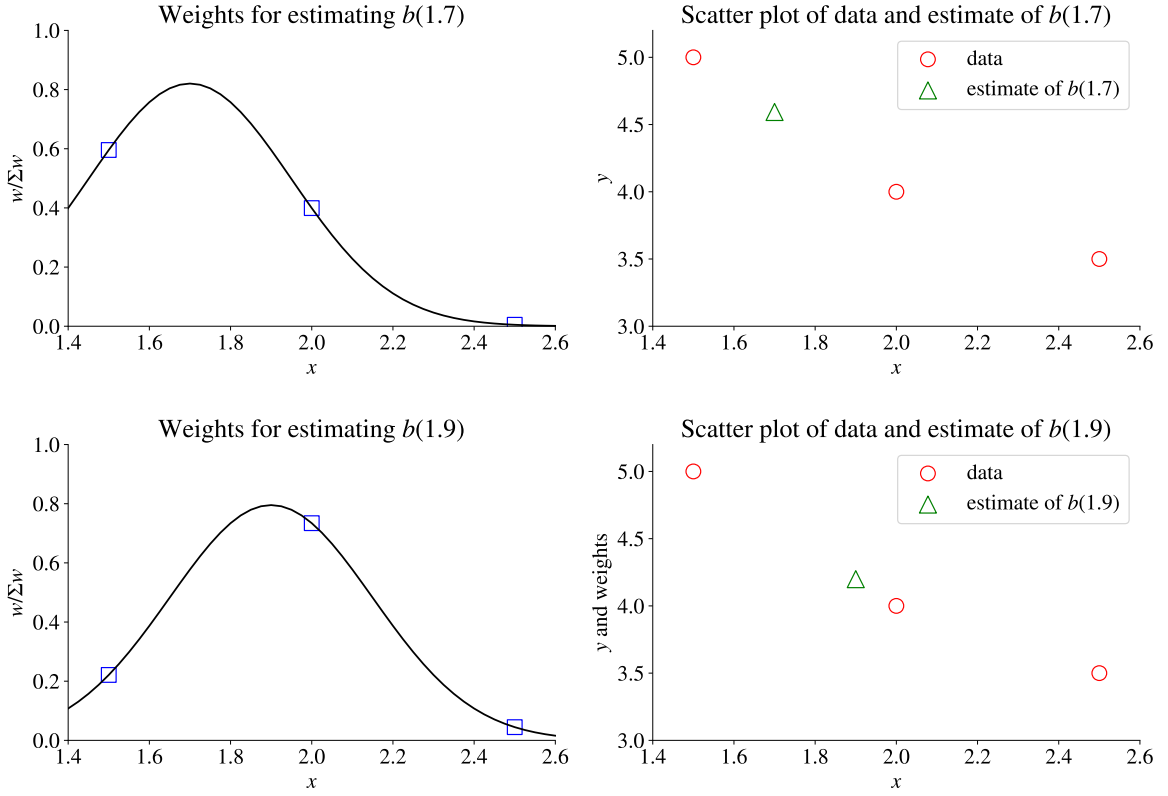 Weights for estimating b(1.7)
1.0
0.8
0.6
0.4
0.2
0.0
w/Σw
1.4 1.6 1.8 2.0 2.2 2.4 2.6
x
Scatter plot of data and estimate of b(1.7)
data
estimate of b(1.7)
5.0
4.5
4.0
3.5
3.0
y
1.4 1.6 1.8 2.0 2.2 2.4 2.6
x
Weights for estimating b(1.9)
1.0
0.8
0.6
0.4
0.2
0.0
w/Σw
1.4 1.6 1.8 2.0 2.2 2.4 2.6
x
Scatter plot of data and estimate of b(1.9)
data
estimate of b(1.9)
5.0
4.5
4.0
3.5
3.0
y and weights
1.4 1.6 1.8 2.0 2.2 2.4 2.6
x